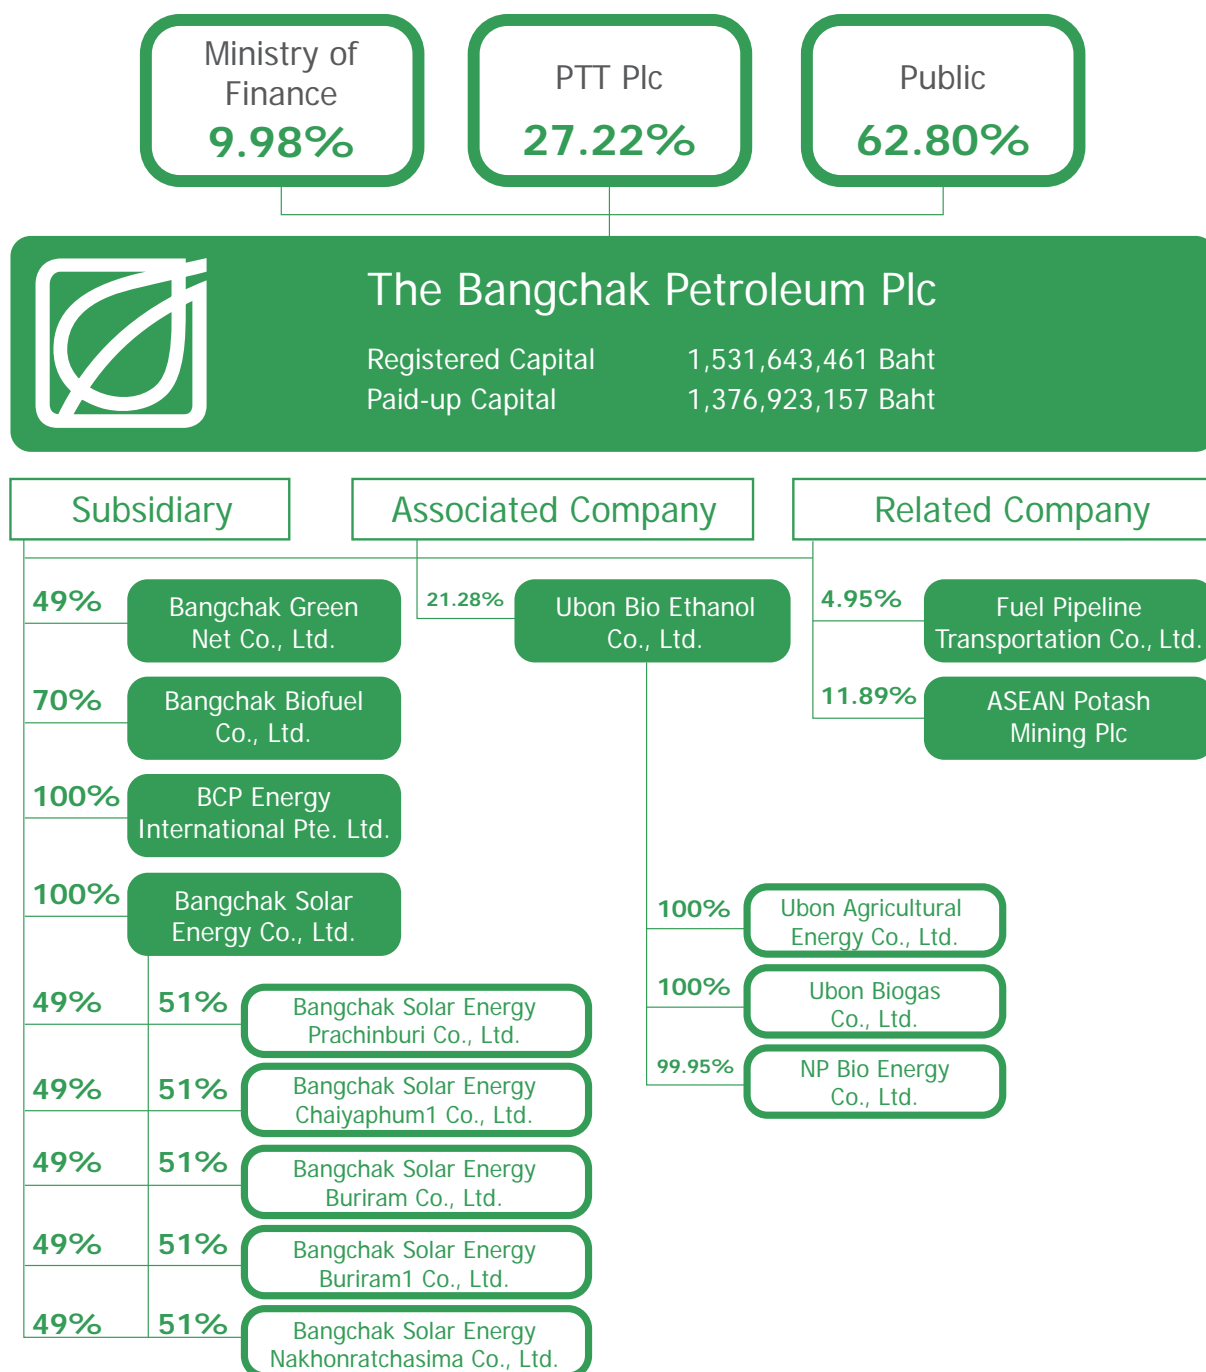 Ministry of
Finance
9.98%
PTT Plc
27.22%
Public
62.80%
The Bangchak Petroleum Plc
Registered Capital 1,531,643,461 Baht
Paid-up Capital 1,376,923,157 Baht
Subsidiary
49%
Bangchak Green
Net Co., Ltd.
70%
Bangchak Biofuel
Co., Ltd.
100%
BCP Energy
International Pte. Ltd.
100%
Bangchak Solar
Energy Co., Ltd.
49% 51%
Bangchak Solar Energy
Prachinburi Co., Ltd.
49% 51%
Bangchak Solar Energy
Chaiyaphum1 Co., Ltd.
49% 51%
Bangchak Solar Energy
Buriram Co., Ltd.
49% 51%
Bangchak Solar Energy
Buriram1 Co., Ltd.
49% 51%
Bangchak Solar Energy
Nakhonratchasima Co., Ltd.
Associated Company
21.28%
Ubon Bio Ethanol
Co., Ltd.
100%
Ubon Agricultural
Energy Co., Ltd.
100%
Ubon Biogas
Co., Ltd.
99.95%
NP Bio Energy
Co., Ltd.
Related Company
4.95%
Fuel Pipeline
Transportation Co., Ltd.
11.89%
ASEAN Potash
Mining Plc